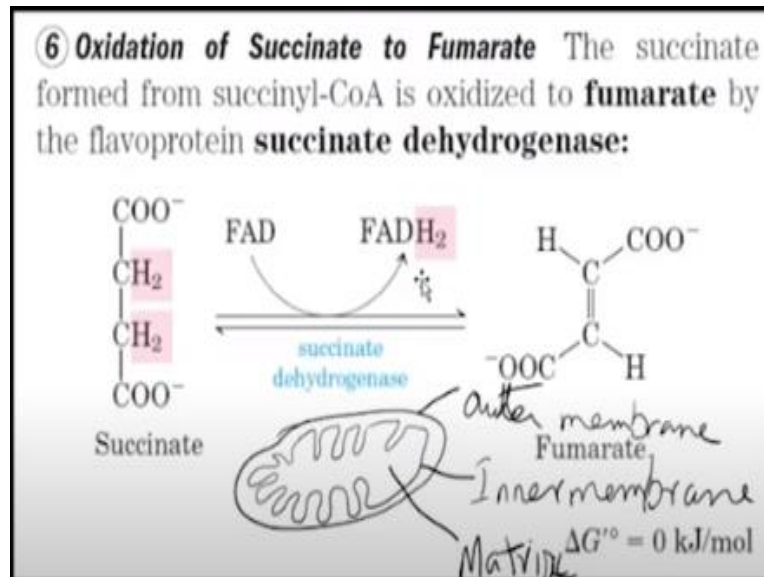 6 Oxidation of Succinate to Fumarate The succinate
formed from succinyl-CoA is oxidized to fumarate by
the flavoprotein succinate dehydrogenase:
COO⁻
CH₂
CH₂
COO⁻
Succinate
FAD FADH₂
succinate
dehydrogenase
H COO⁻
C
C
⁻OOC H
Fumarate
outer membrane
Inner membrane
Matrix
ΔG′° = 0 kJ/mol